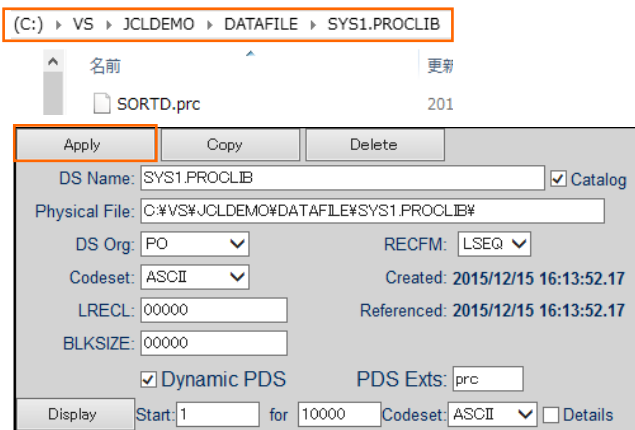 (C:) ▸ VS ▸ JCLDEMO ▸ DATAFILE ▸ SYS1.PROCLIB
名前 更新
SORTD.prc 201
Apply Copy Delete
DS Name: SYS1.PROCLIB Catalog
Physical File: C:¥VS¥JCLDEMO¥DATAFILE¥SYS1.PROCLIB¥
DS Org: PO RECFM: LSEQ
Codeset: ASCII Created: 2015/12/15 16:13:52.17
LRECL: 00000 Referenced: 2015/12/15 16:13:52.17
BLKSIZE: 00000
Dynamic PDS PDS Exts: prc
Display Start: 1 for 10000 Codeset: ASCII Details